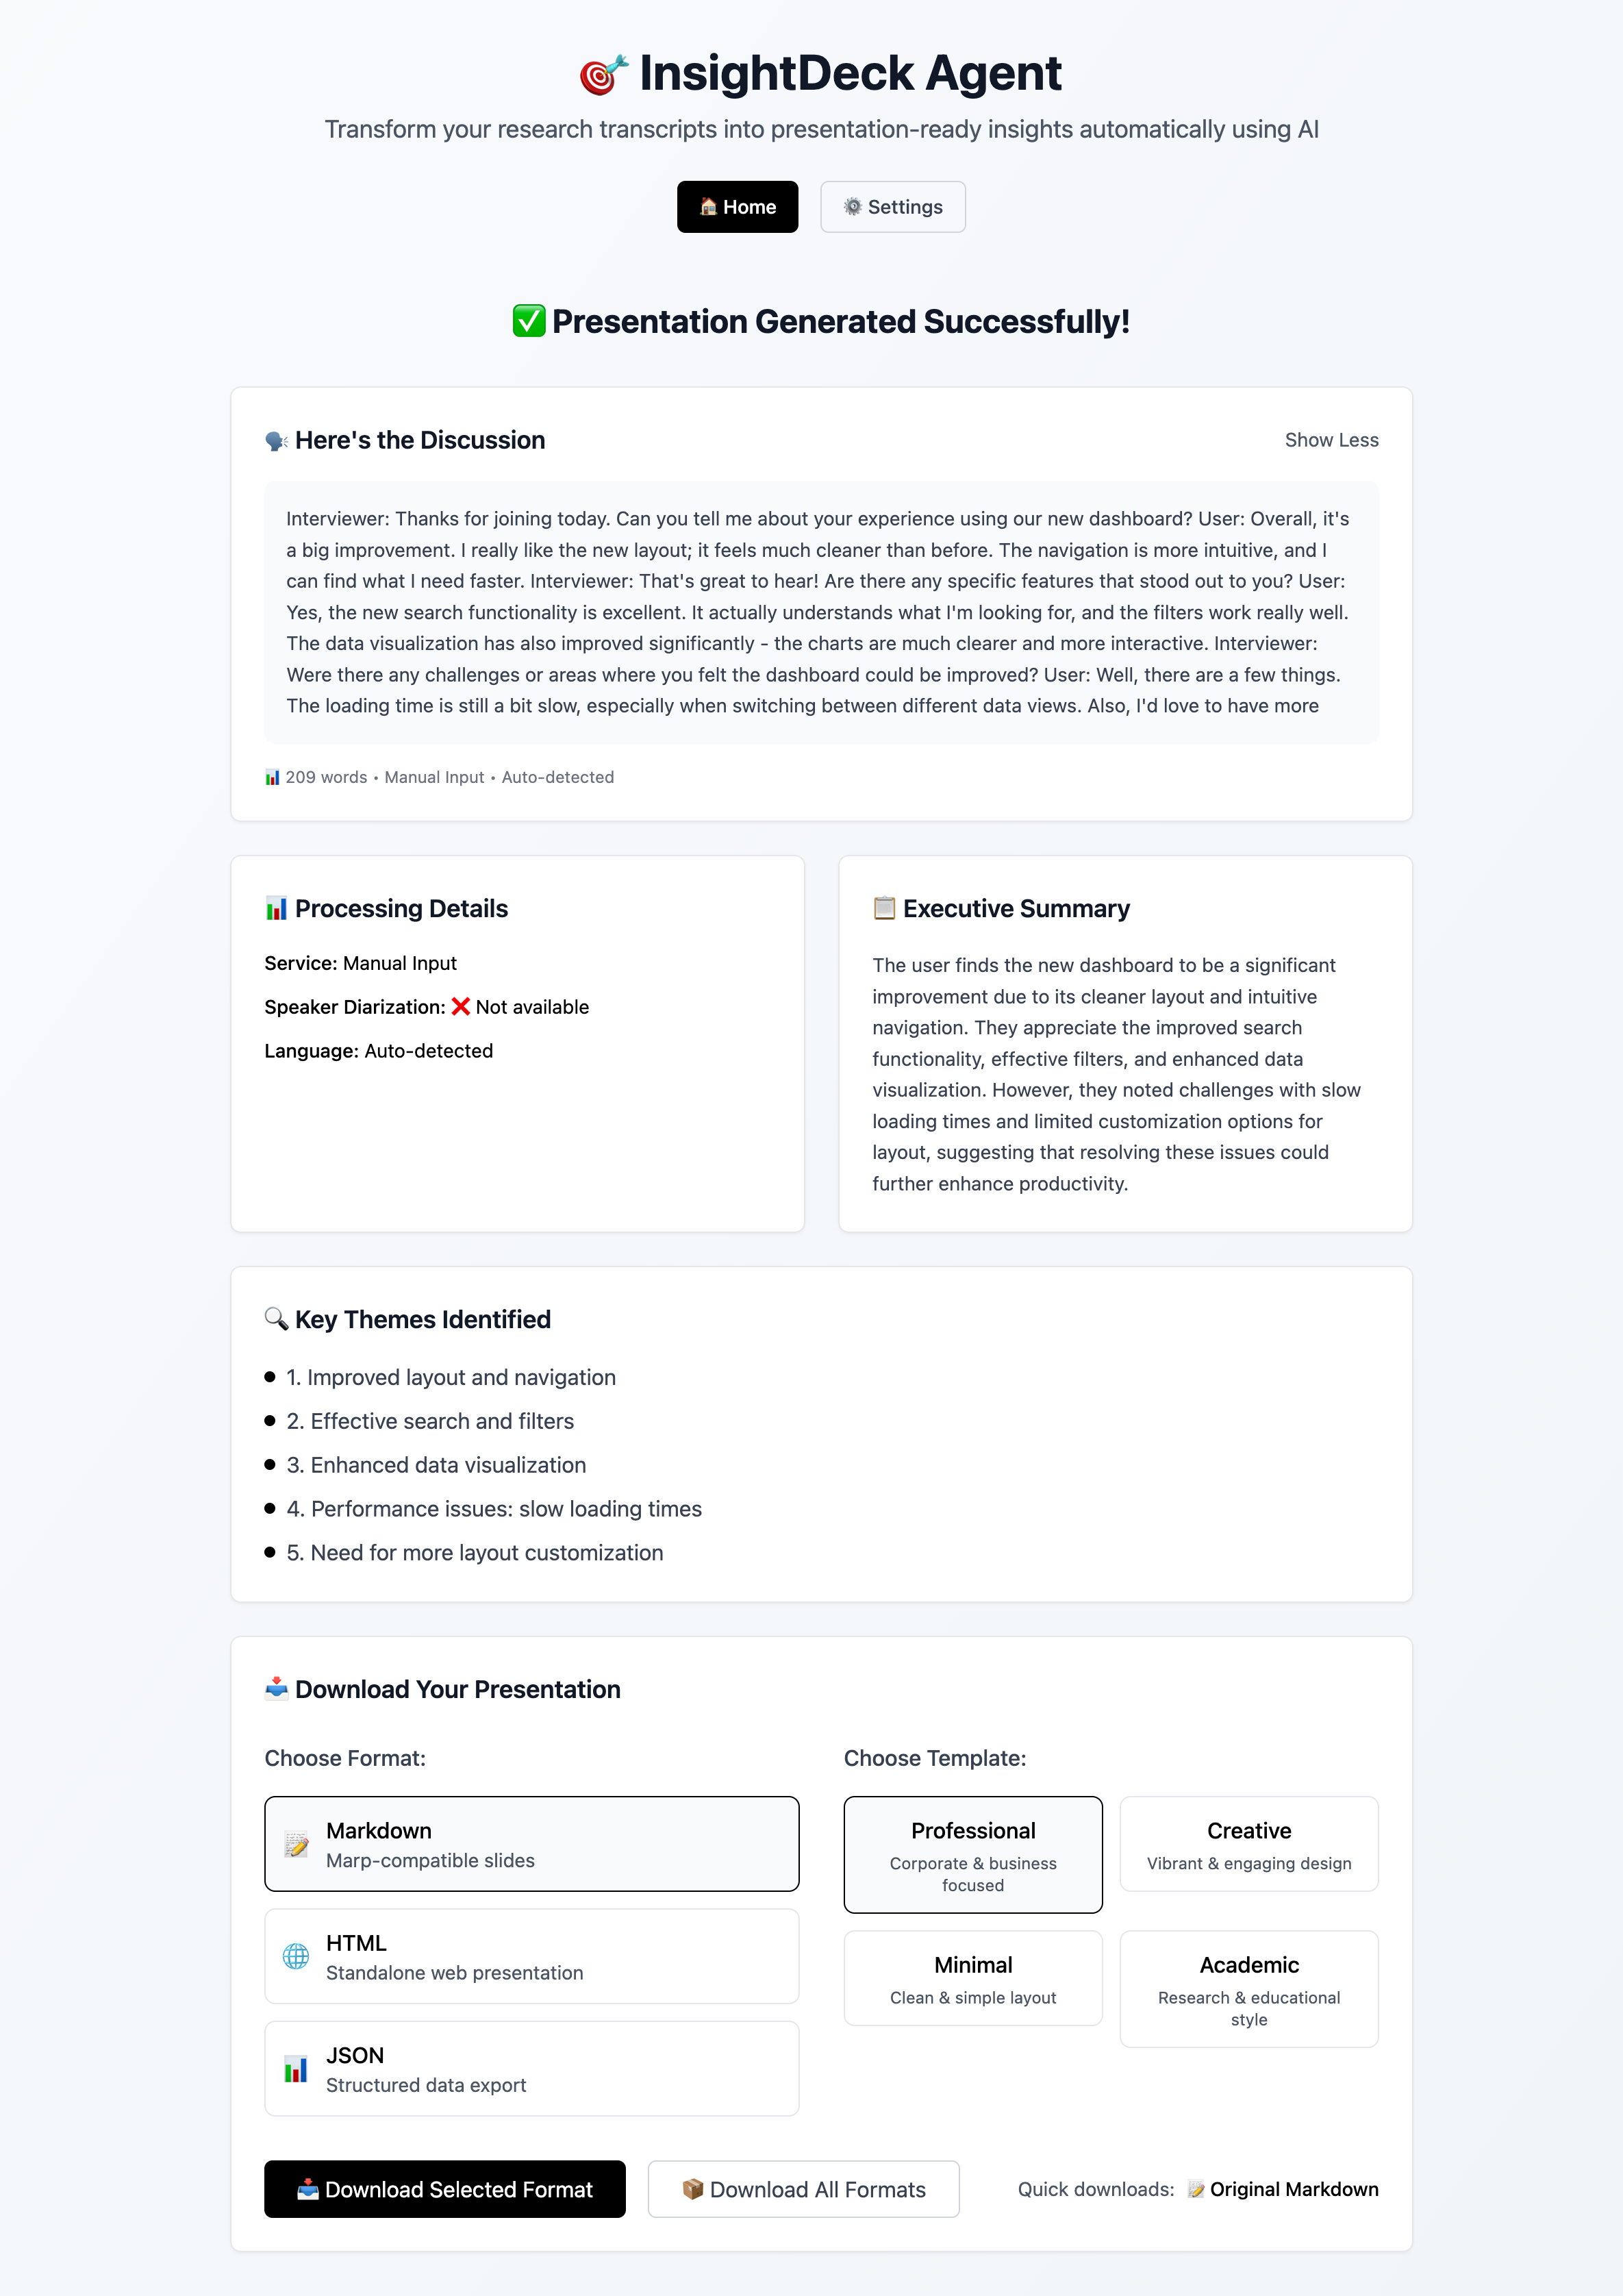 🎯 InsightDeck Agent
Transform your research transcripts into presentation-ready insights automatically using AI
🏠 Home
⚙️ Settings
✅ Presentation Generated Successfully!
🗣️ Here's the Discussion
Show Less
Interviewer: Thanks for joining today. Can you tell me about your experience using our new dashboard? User: Overall, it's
a big improvement. I really like the new layout; it feels much cleaner than before. The navigation is more intuitive, and I
can find what I need faster. Interviewer: That's great to hear! Are there any specific features that stood out to you? User:
Yes, the new search functionality is excellent. It actually understands what I'm looking for, and the filters work really well.
The data visualization has also improved significantly - the charts are much clearer and more interactive. Interviewer:
Were there any challenges or areas where you felt the dashboard could be improved? User: Well, there are a few things.
The loading time is still a bit slow, especially when switching between different data views. Also, I'd love to have more
📊 209 words • Manual Input • Auto-detected
📊 Processing Details
Service: Manual Input
Speaker Diarization: ❌ Not available
Language: Auto-detected
📋 Executive Summary
The user finds the new dashboard to be a significant
improvement due to its cleaner layout and intuitive
navigation. They appreciate the improved search
functionality, effective filters, and enhanced data
visualization. However, they noted challenges with slow
loading times and limited customization options for
layout, suggesting that resolving these issues could
further enhance productivity.
🔍 Key Themes Identified
● 1. Improved layout and navigation
● 2. Effective search and filters
● 3. Enhanced data visualization
● 4. Performance issues: slow loading times
● 5. Need for more layout customization
📥 Download Your Presentation
Choose Format:
📝 Markdown
Marp-compatible slides
🌐 HTML
Standalone web presentation
📊 JSON
Structured data export
Choose Template:
Professional
Corporate & business
focused
Creative
Vibrant & engaging design
Minimal
Clean & simple layout
Academic
Research & educational
style
📥 Download Selected Format
📦 Download All Formats
Quick downloads: 📝 Original Markdown